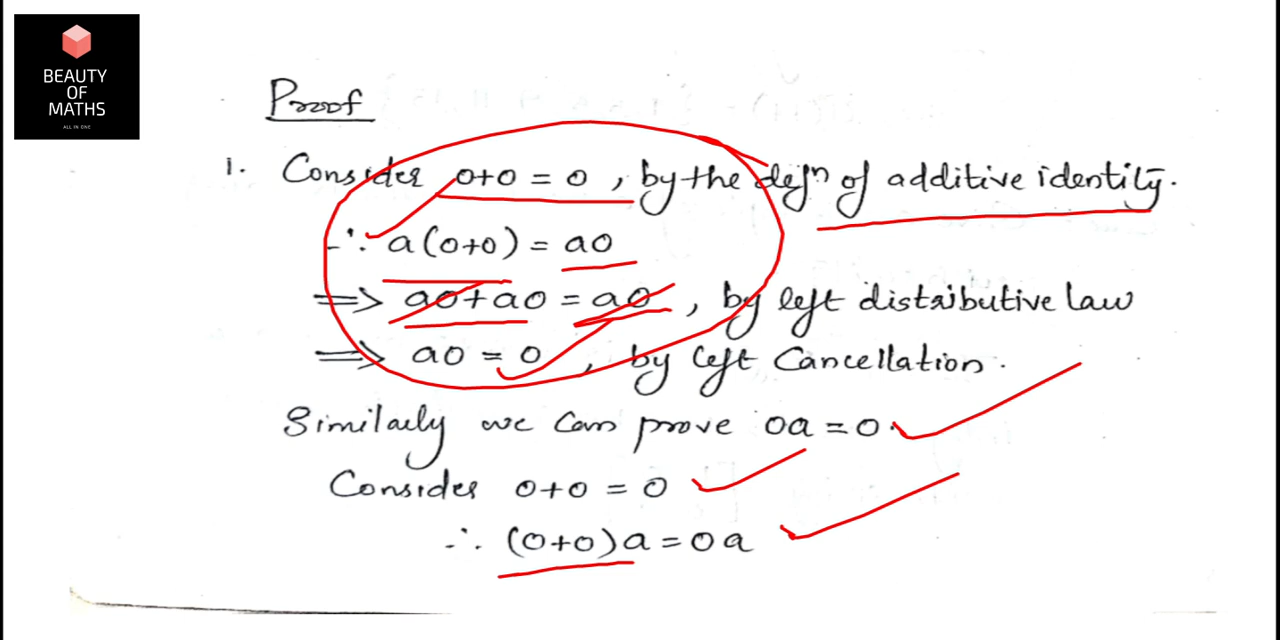 BEAUTY
OF
MATHS
ALL IN ONE
Proof
1. Consider 0+0 = 0, by the defn of additive identity.
∴ a(0+0) = a0
=> a0+a0 = a0, by left distributive law
=> a0 = 0, by left Cancellation.
Similarly we can prove 0a = 0.
Consider 0+0 = 0
∴ (0+0)a = 0a